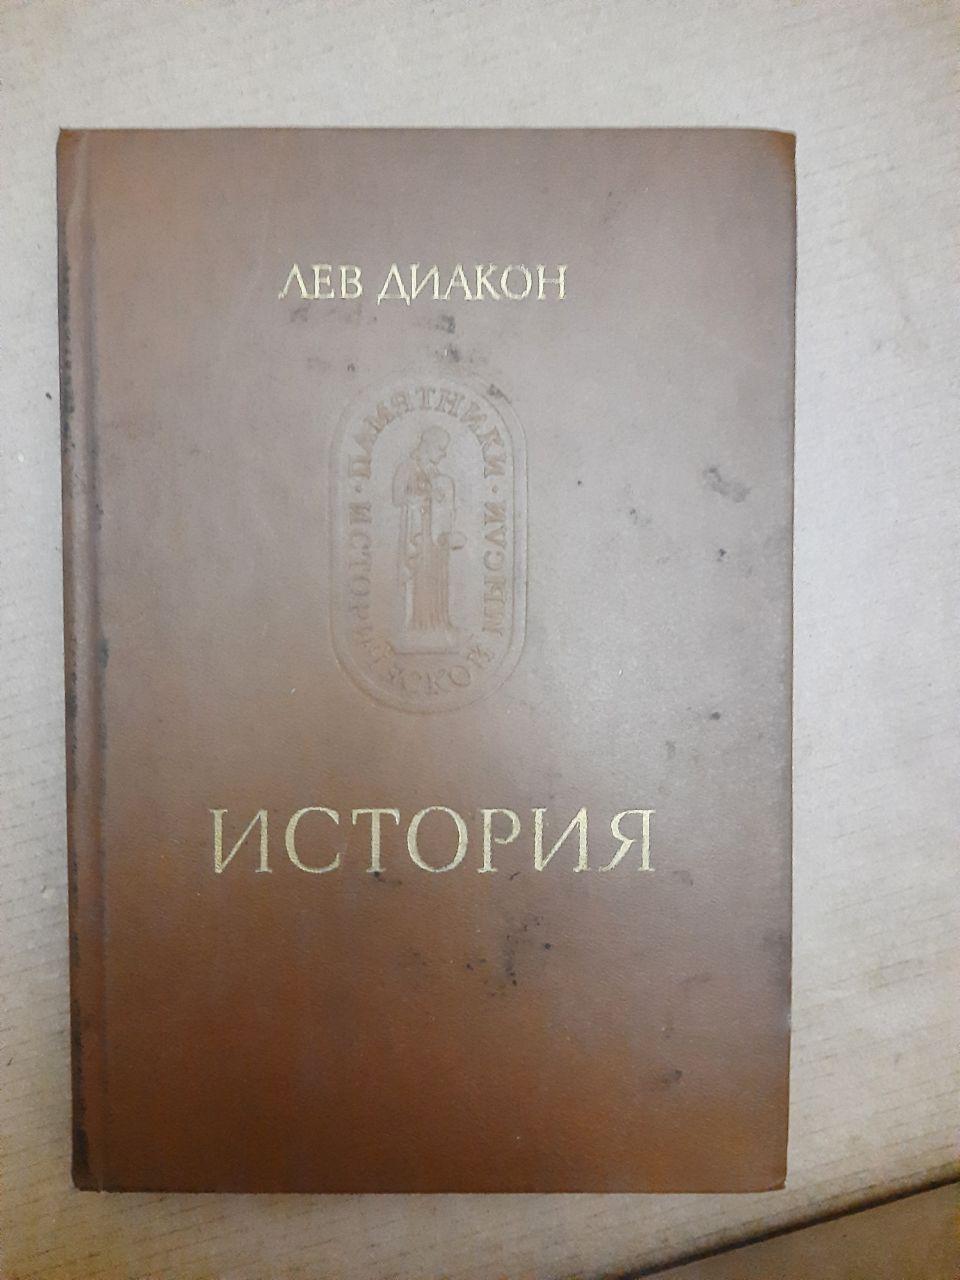 ЛЕВ ДИАКОН
ПАМЯТНИКИ · ИСТОРИЧЕСКОЙ МЫСЛИ ·
ИСТОРИЯ